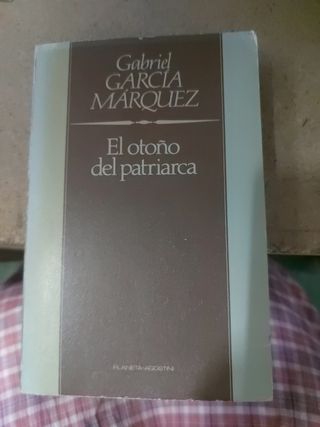 Gabriel
GARCÍA
MÁRQUEZ
El otoño
del patriarca
PLANETA-AGOSTINI